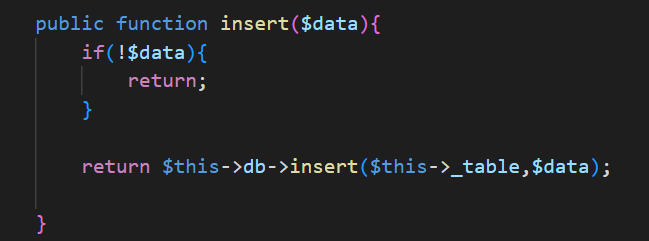 public function insert($data){
if(!$data){
return;
}
return $this->db->insert($this->_table,$data);
}